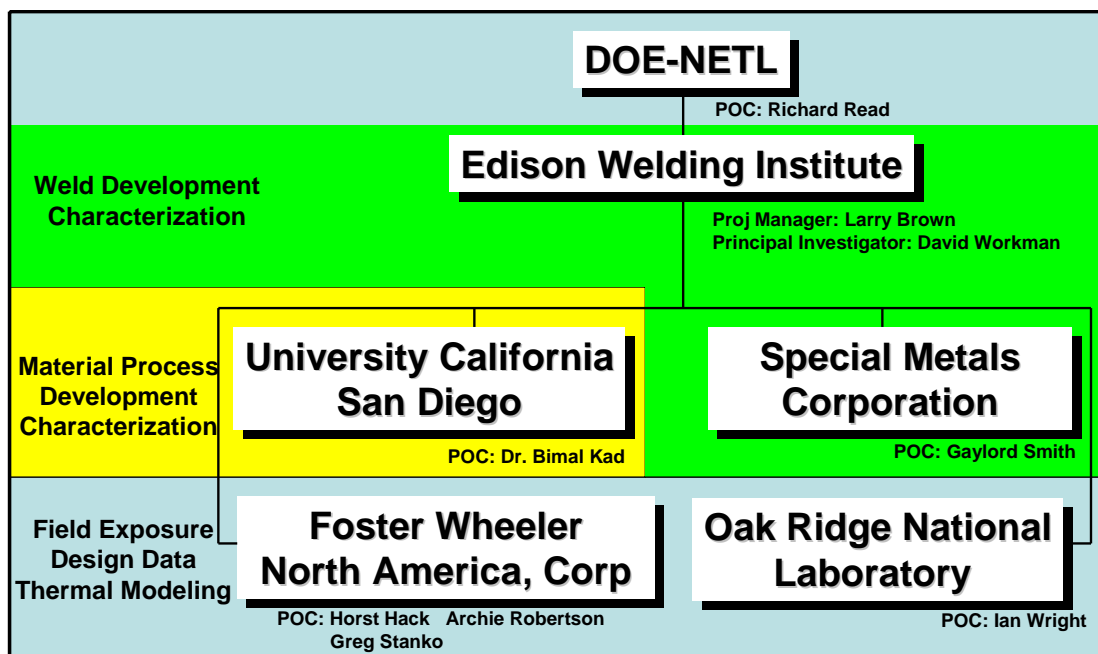 DOE-NETL
POC: Richard Read
Edison Welding Institute
Weld Development
Characterization
Proj Manager: Larry Brown
Principal Investigator: David Workman
University California
San Diego
Special Metals
Corporation
Material Process
Development
Characterization
POC: Dr. Bimal Kad
POC: Gaylord Smith
Field Exposure
Design Data
Thermal Modeling
Foster Wheeler
North America, Corp
Oak Ridge National
Laboratory
POC: Horst Hack Archie Robertson
Greg Stanko
POC: Ian Wright